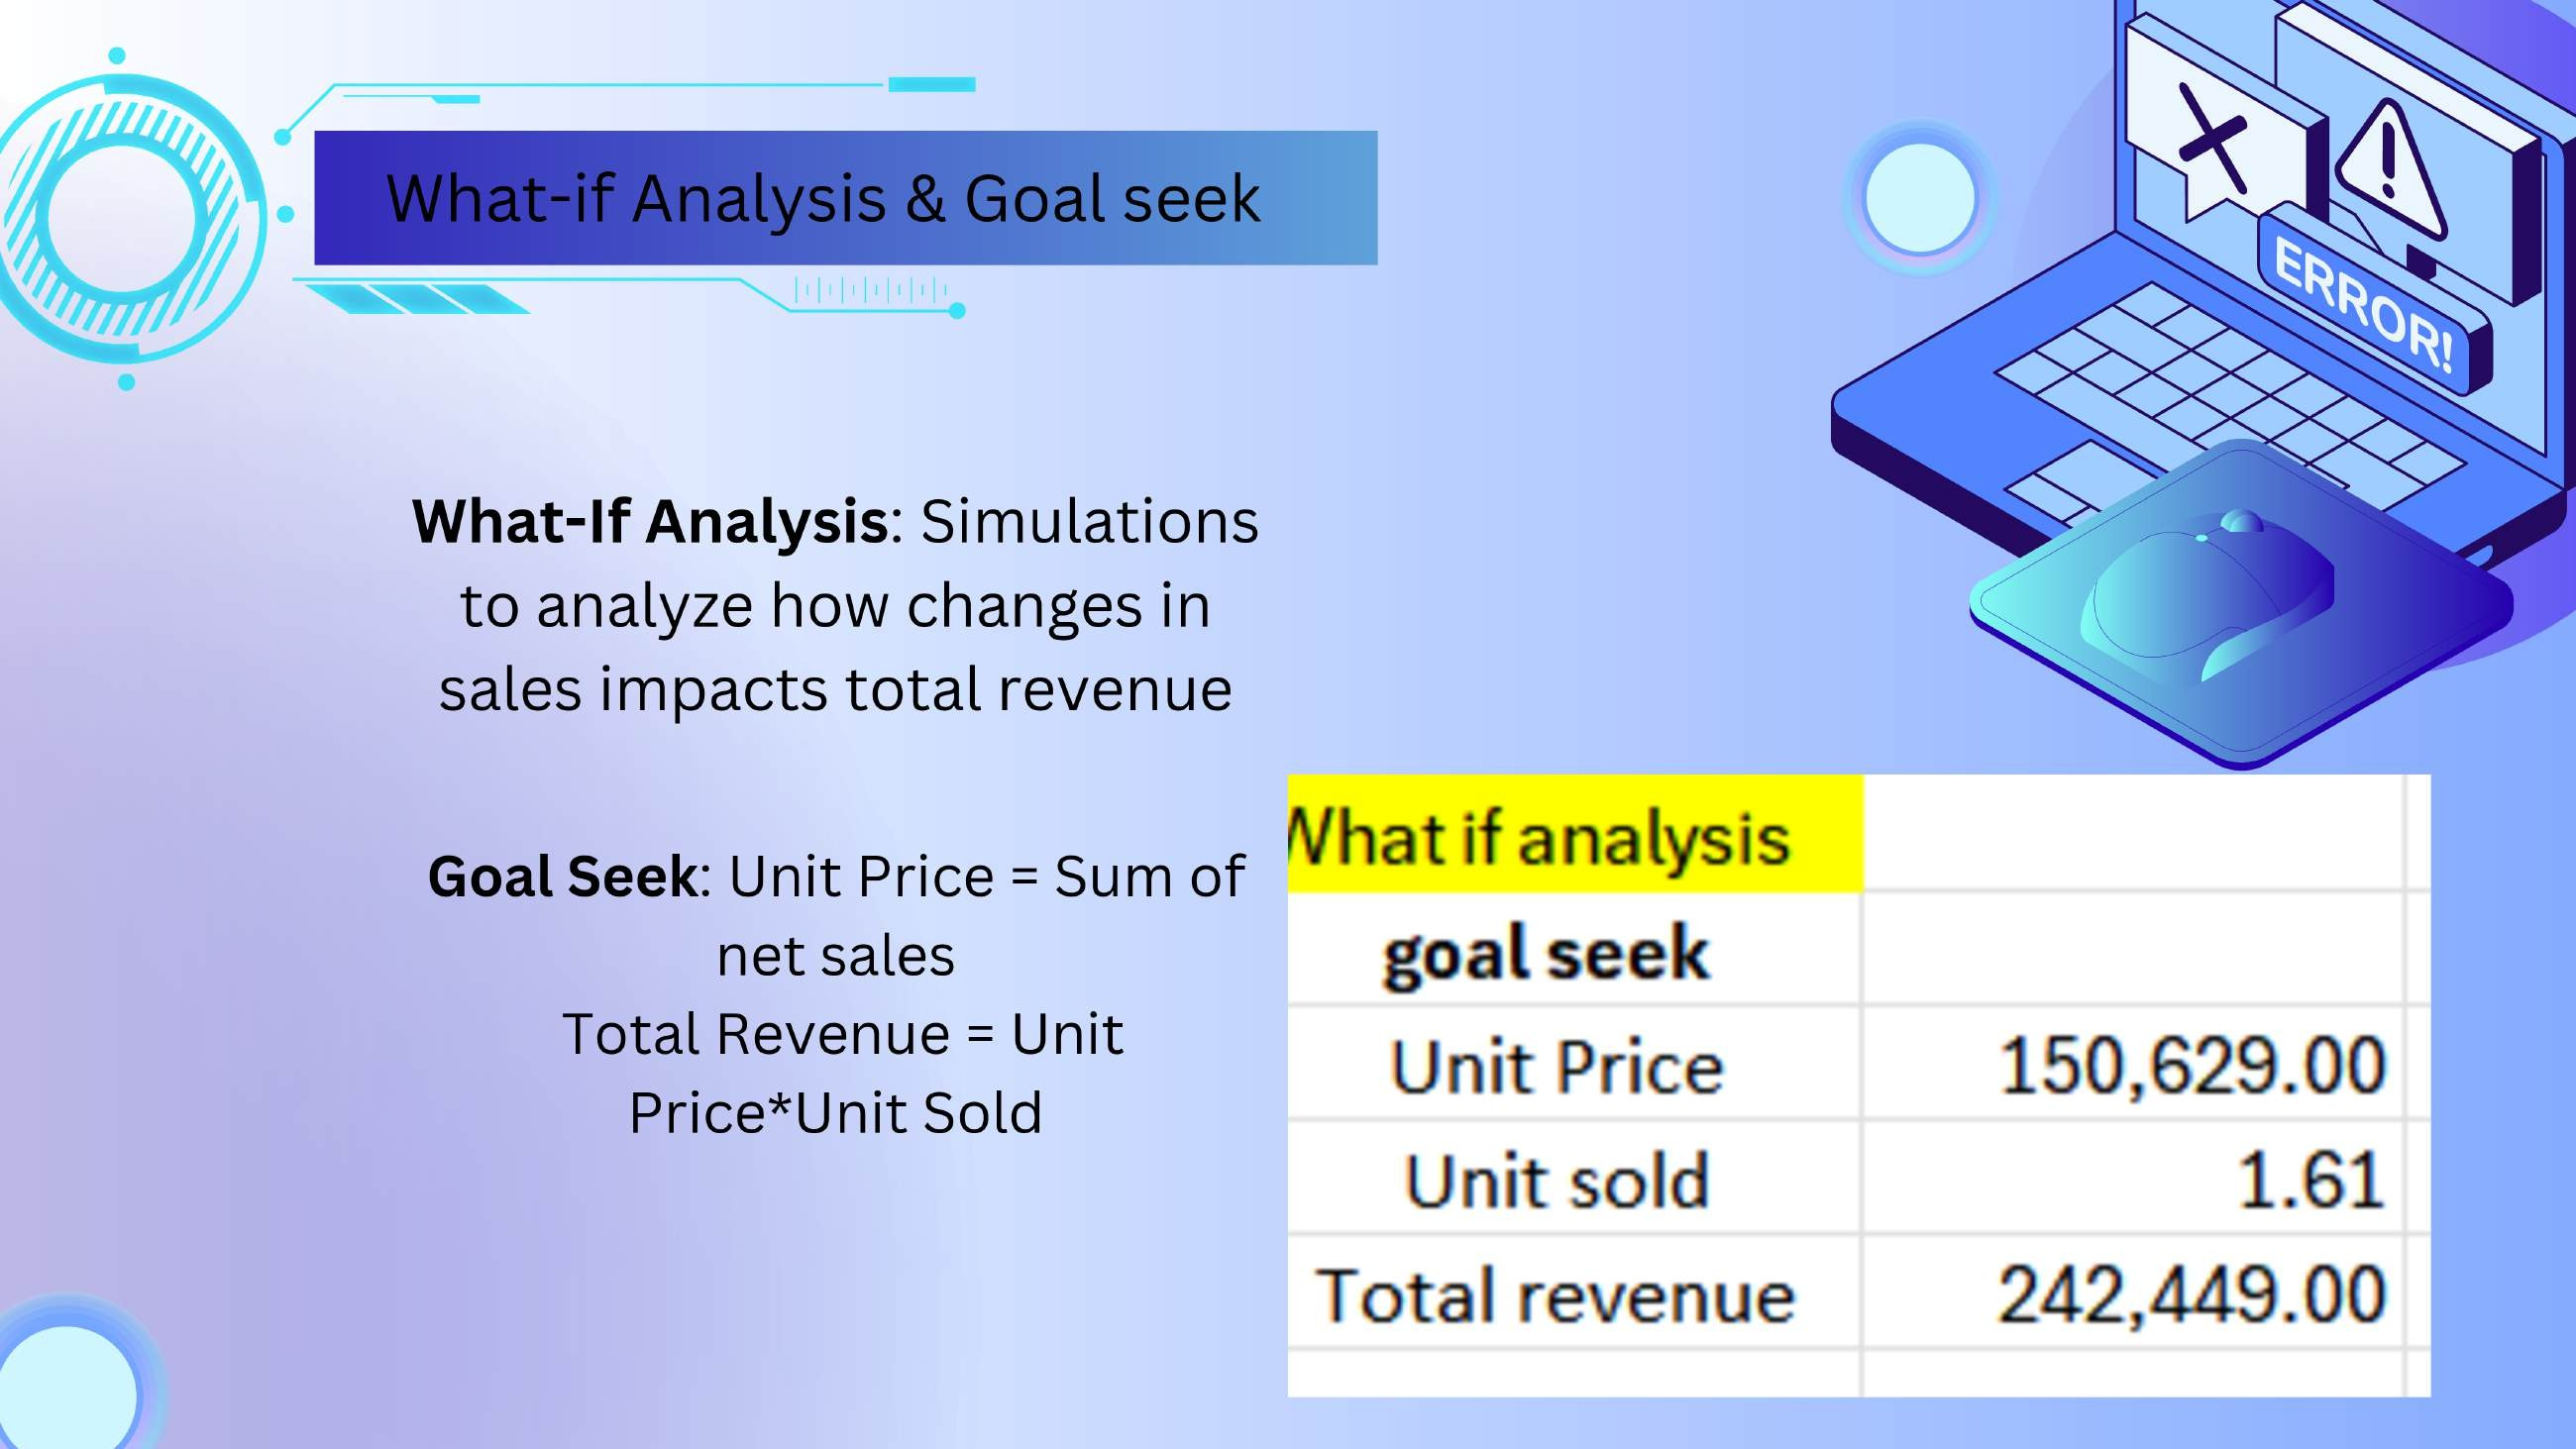 What-if Analysis & Goal seek
ERROR!
What-If Analysis: Simulations
to analyze how changes in
sales impacts total revenue
Goal Seek: Unit Price = Sum of
net sales
Total Revenue = Unit
Price*Unit Sold
What if analysis
goal seek
Unit Price 150,629.00
Unit sold 1.61
Total revenue 242,449.00